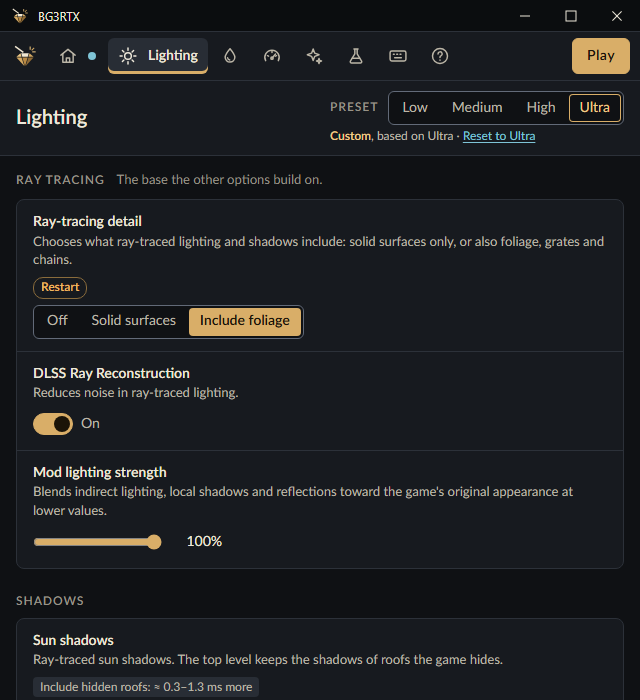 BG3RTX
Lighting
Play
Lighting
PRESET Low Medium High Ultra
Custom, based on Ultra · Reset to Ultra
RAY TRACING The base the other options build on.
Ray-tracing detail
Chooses what ray-traced lighting and shadows include: solid surfaces only, or also foliage, grates and
chains.
Restart
Off Solid surfaces Include foliage
DLSS Ray Reconstruction
Reduces noise in ray-traced lighting.
On
Mod lighting strength
Blends indirect lighting, local shadows and reflections toward the game's original appearance at
lower values.
100%
SHADOWS
Sun shadows
Ray-traced sun shadows. The top level keeps the shadows of roofs the game hides.
Include hidden roofs: ≈ 0.3–1.3 ms more